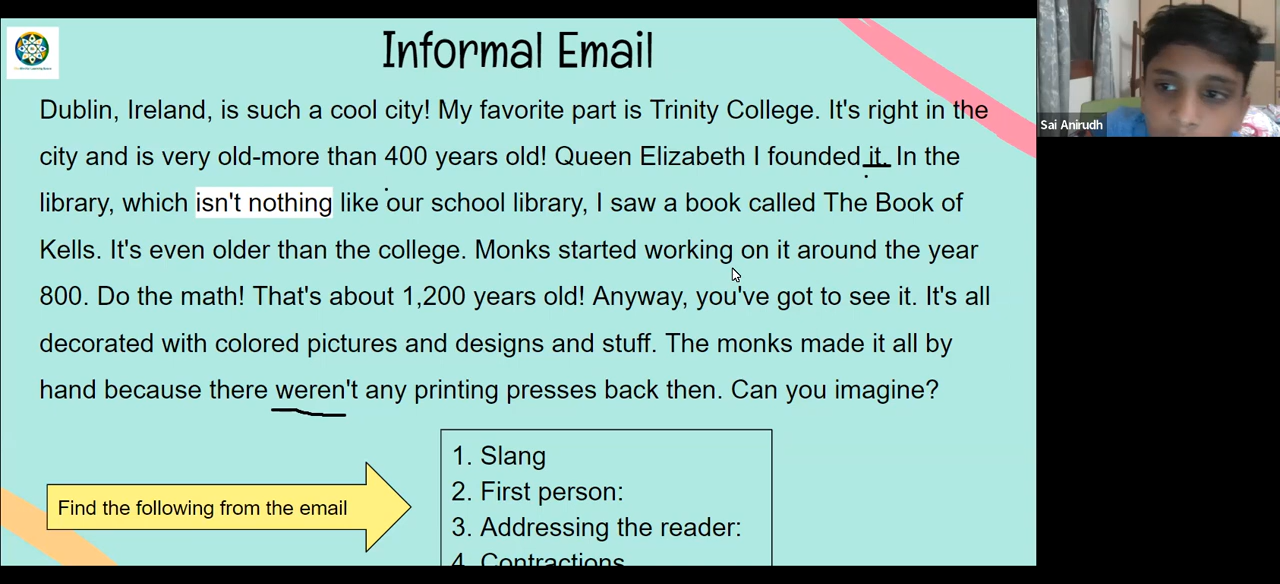 Informal Email
Dublin, Ireland, is such a cool city! My favorite part is Trinity College. It's right in the
city and is very old-more than 400 years old! Queen Elizabeth I founded it. In the
library, which isn't nothing like our school library, I saw a book called The Book of
Kells. It's even older than the college. Monks started working on it around the year
800. Do the math! That's about 1,200 years old! Anyway, you've got to see it. It's all
decorated with colored pictures and designs and stuff. The monks made it all by
hand because there weren't any printing presses back then. Can you imagine?
Find the following from the email
1. Slang
2. First person:
3. Addressing the reader:
4. Contractions
Sai Anirudh